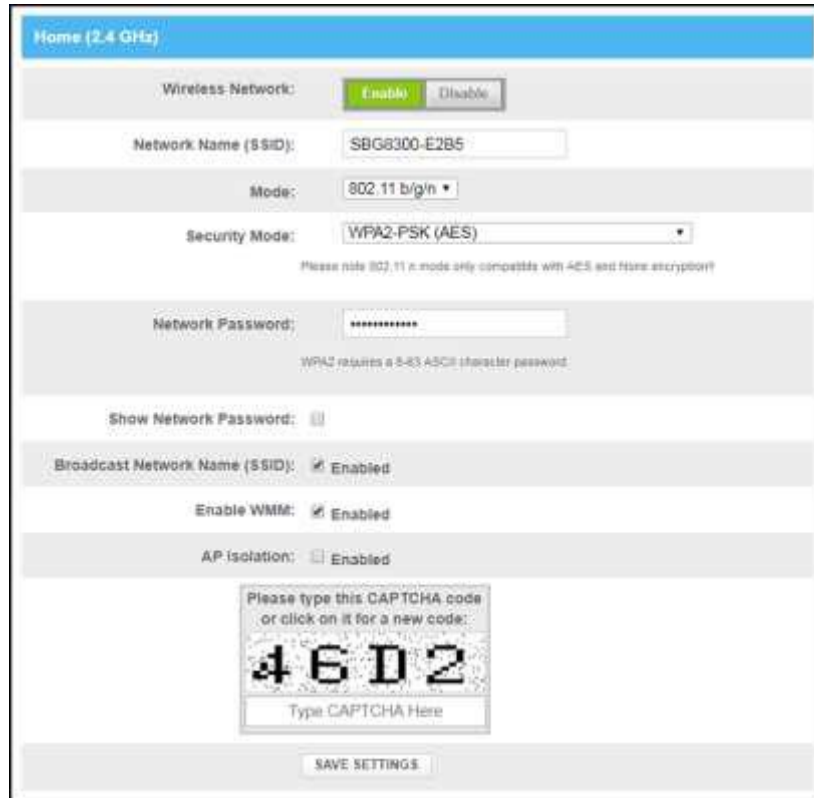 Home (2.4 GHz)
Wireless Network: Enable Disable
Network Name (SSID): SBG8300-E2B5
Mode: 802.11 b/g/n
Security Mode: WPA2-PSK (AES)
Please note 802.11 n mode only compatible with AES and None encryption!!
Network Password: ••••••••••••
WPA2 requires a 8-63 ASCII character password
Show Network Password:
Broadcast Network Name (SSID): Enabled
Enable WMM: Enabled
AP Isolation: Enabled
Please type this CAPTCHA code
or click on it for a new code:
46D2
Type CAPTCHA Here
SAVE SETTINGS